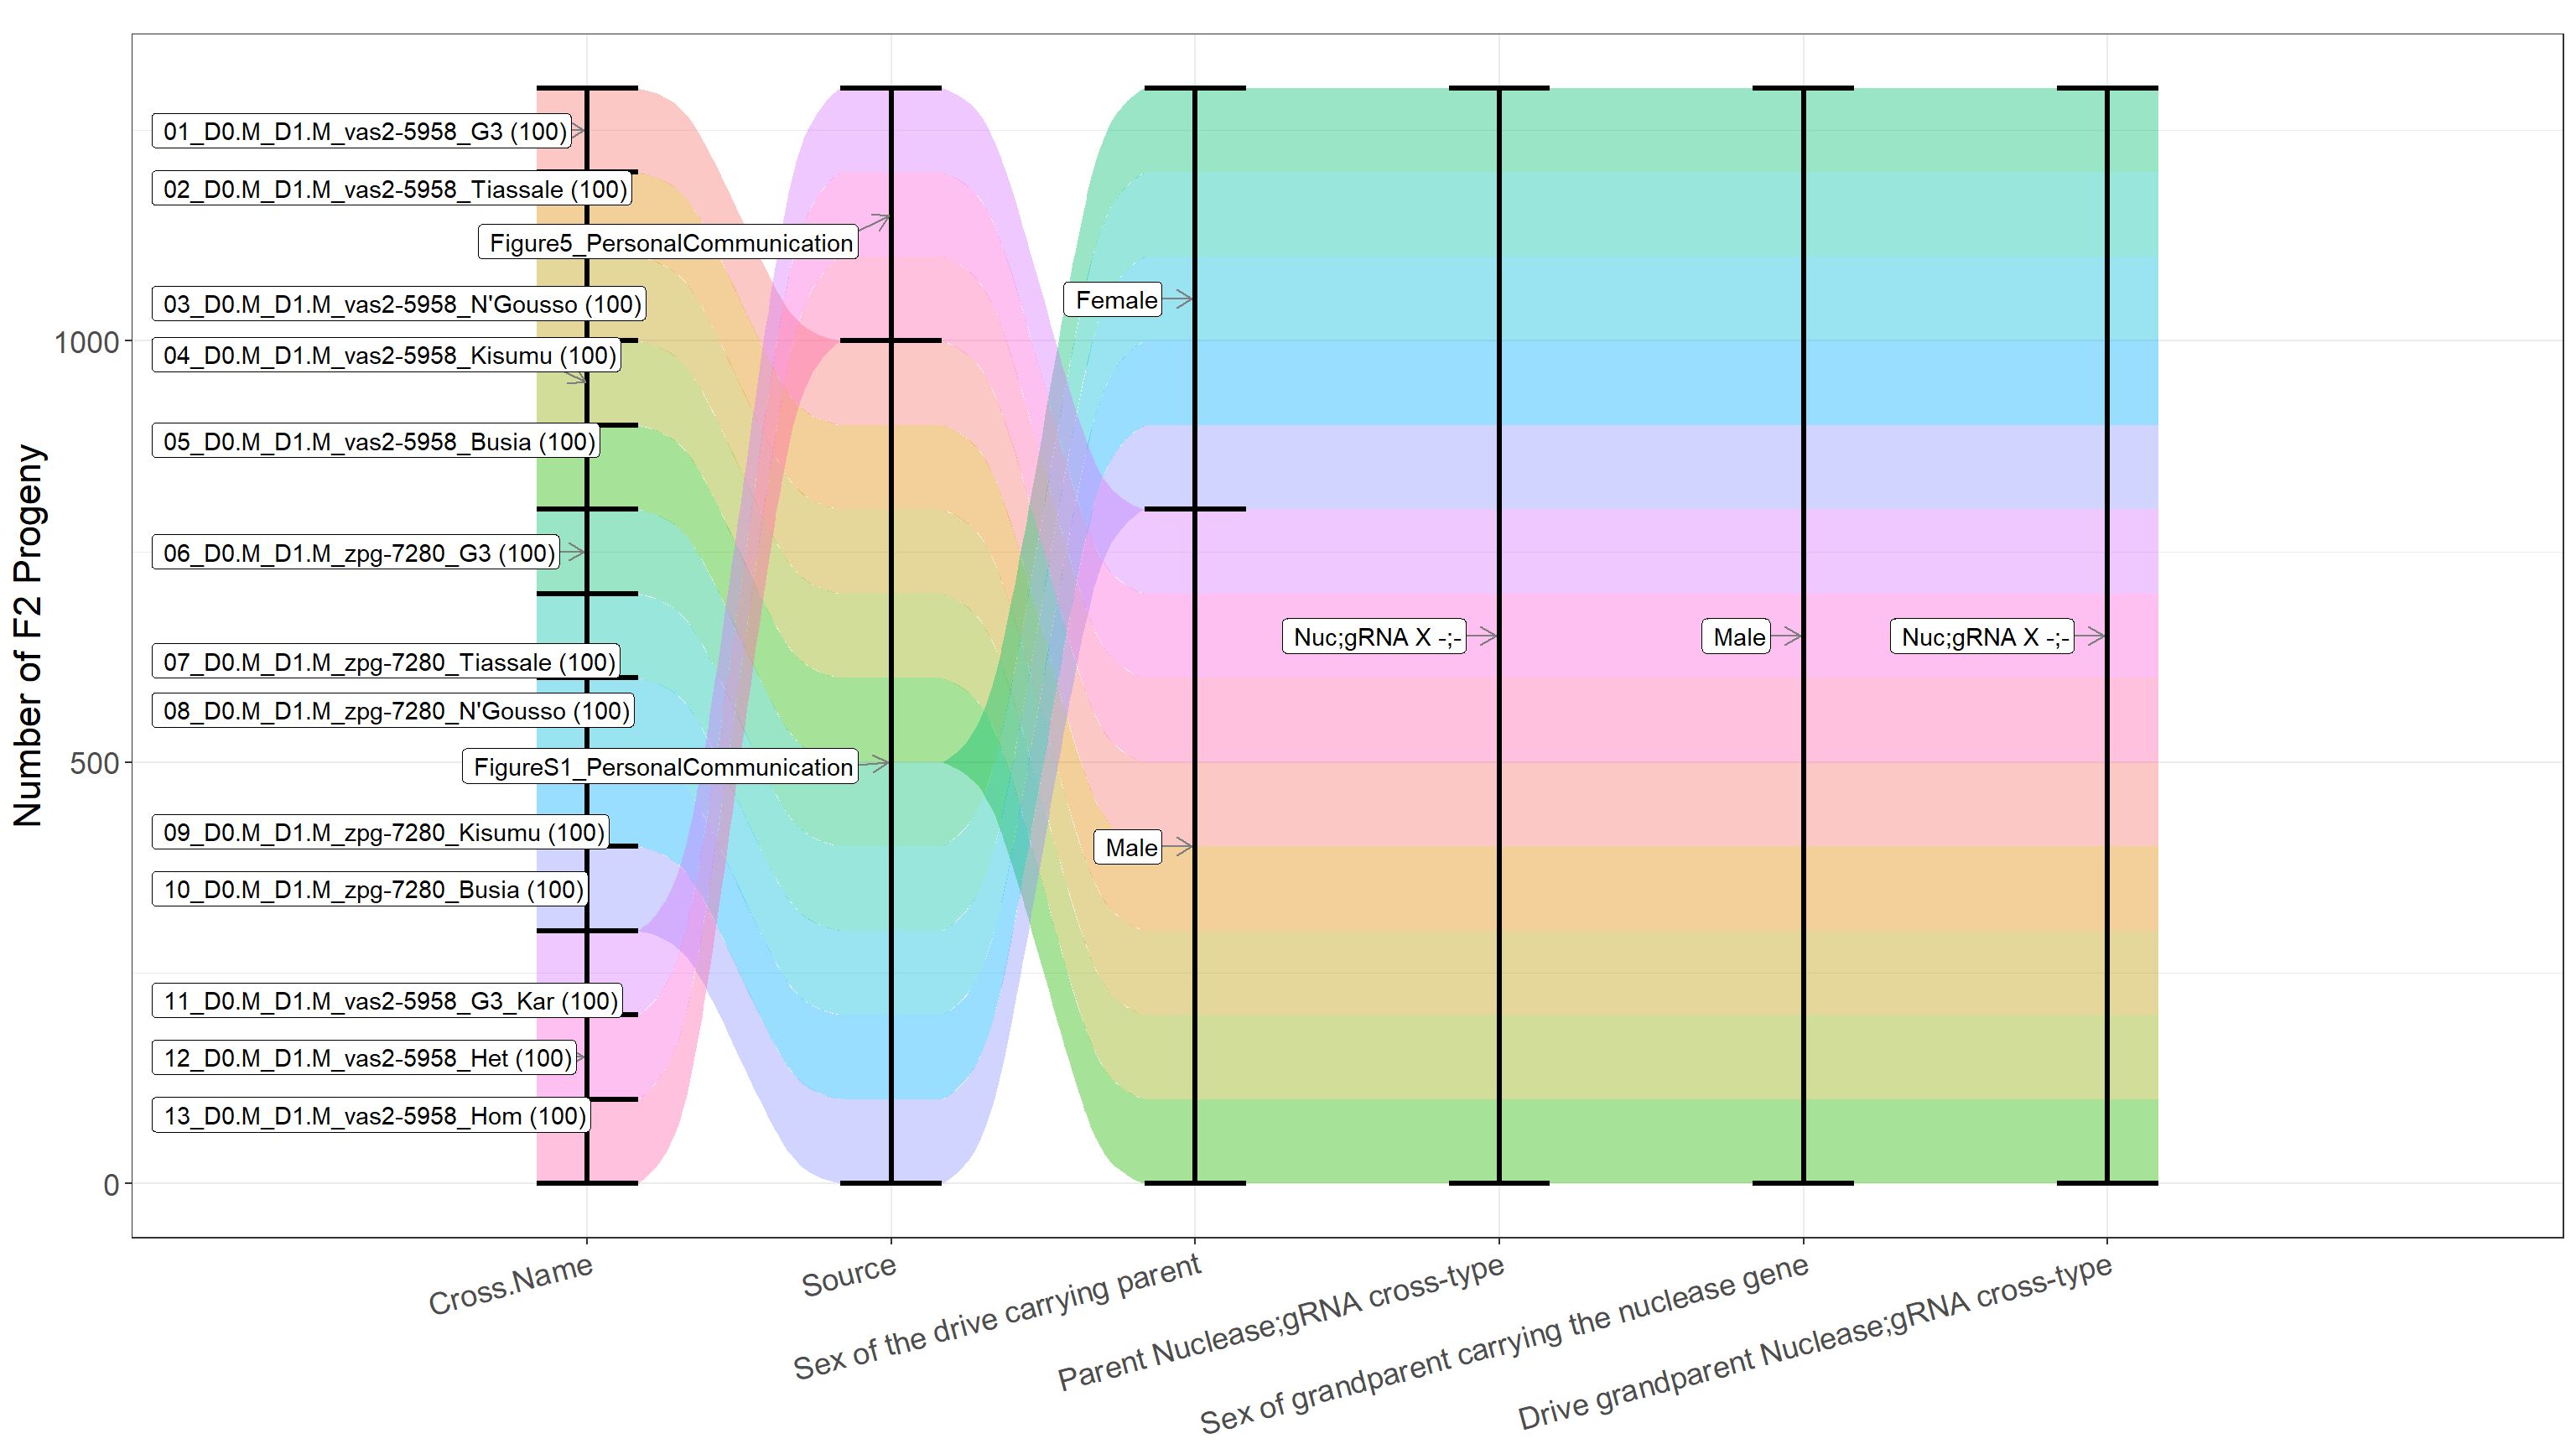 01_D0.M_D1.M_vas2-5958_G3 (100)
02_D0.M_D1.M_vas2-5958_Tiassale (100)
Figure5_PersonalCommunication
03_D0.M_D1.M_vas2-5958_N'Gousso (100)
Female
1000
04_D0.M_D1.M_vas2-5958_Kisumu (100)
05_D0.M_D1.M_vas2-5958_Busia (100)
06_D0.M_D1.M_zpg-7280_G3 (100)
Number of F2 Progeny
Nuc;gRNA X -;-
Male
Nuc;gRNA X -;-
07_D0.M_D1.M_zpg-7280_Tiassale (100)
08_D0.M_D1.M_zpg-7280_N'Gousso (100)
500
FigureS1_PersonalCommunication
09_D0.M_D1.M_zpg-7280_Kisumu (100)
Male
10_D0.M_D1.M_zpg-7280_Busia (100)
11_D0.M_D1.M_vas2-5958_G3_Kar (100)
12_D0.M_D1.M_vas2-5958_Het (100)
13_D0.M_D1.M_vas2-5958_Hom (100)
0
Cross.Name
Source
Sex of the drive carrying parent
Parent Nuclease;gRNA cross-type
Sex of grandparent carrying the nuclease gene
Drive grandparent Nuclease;gRNA cross-type